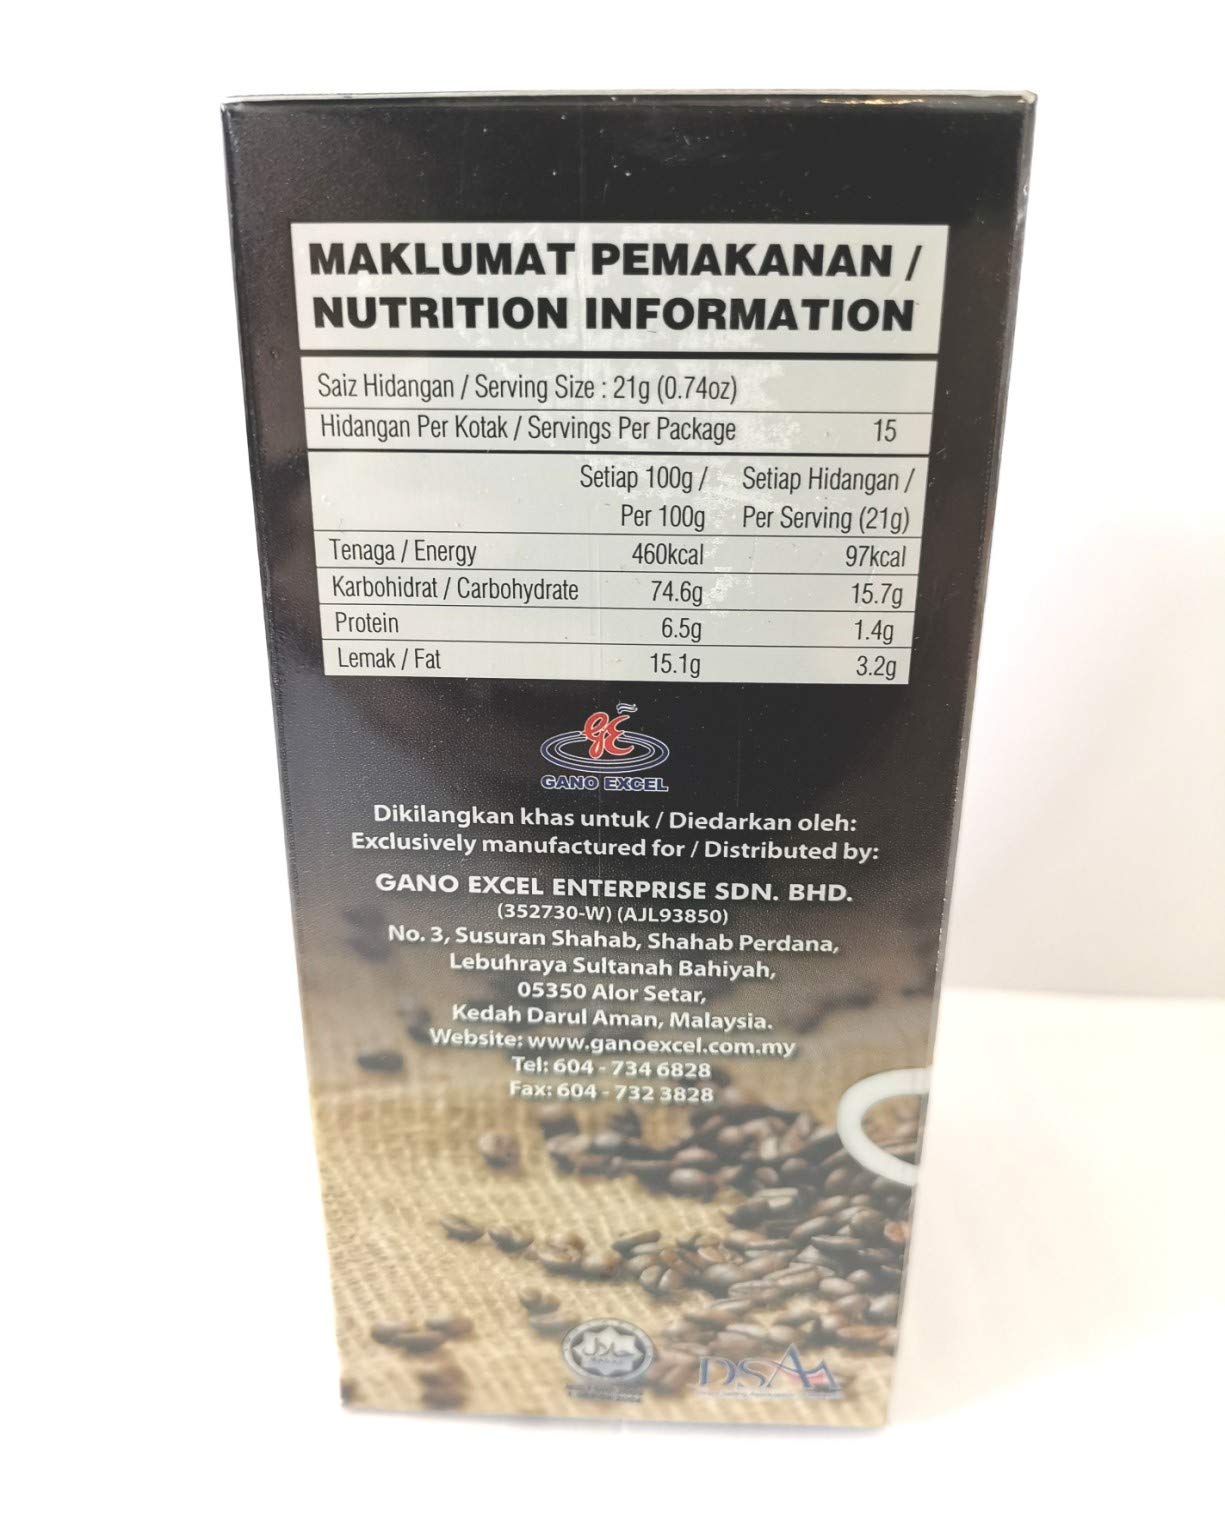 MAKLUMAT PEMAKANAN /
NUTRITION INFORMATION
Saiz Hidangan / Serving Size : 21g (0.74oz)
Hidangan Per Kotak / Servings Per Package 15
Setiap 100g / Setiap Hidangan /
Per 100g Per Serving (21g)
Tenaga / Energy 460kcal 97kcal
Karbohidrat / Carbohydrate 74.6g 15.7g
Protein 6.5g 1.4g
Lemak / Fat 15.1g 3.2g
GE
GANO EXCEL
Dikilangkan khas untuk / Diedarkan oleh:
Exclusively manufactured for / Distributed by:
GANO EXCEL ENTERPRISE SDN. BHD.
(352730-W) (AJL93850)
No. 3, Susuran Shahab, Shahab Perdana,
Lebuhraya Sultanah Bahiyah,
05350 Alor Setar,
Kedah Darul Aman, Malaysia.
Website: www.ganoexcel.com.my
Tel: 604 - 734 6828
Fax: 604 - 732 3828
حلال
DSAM